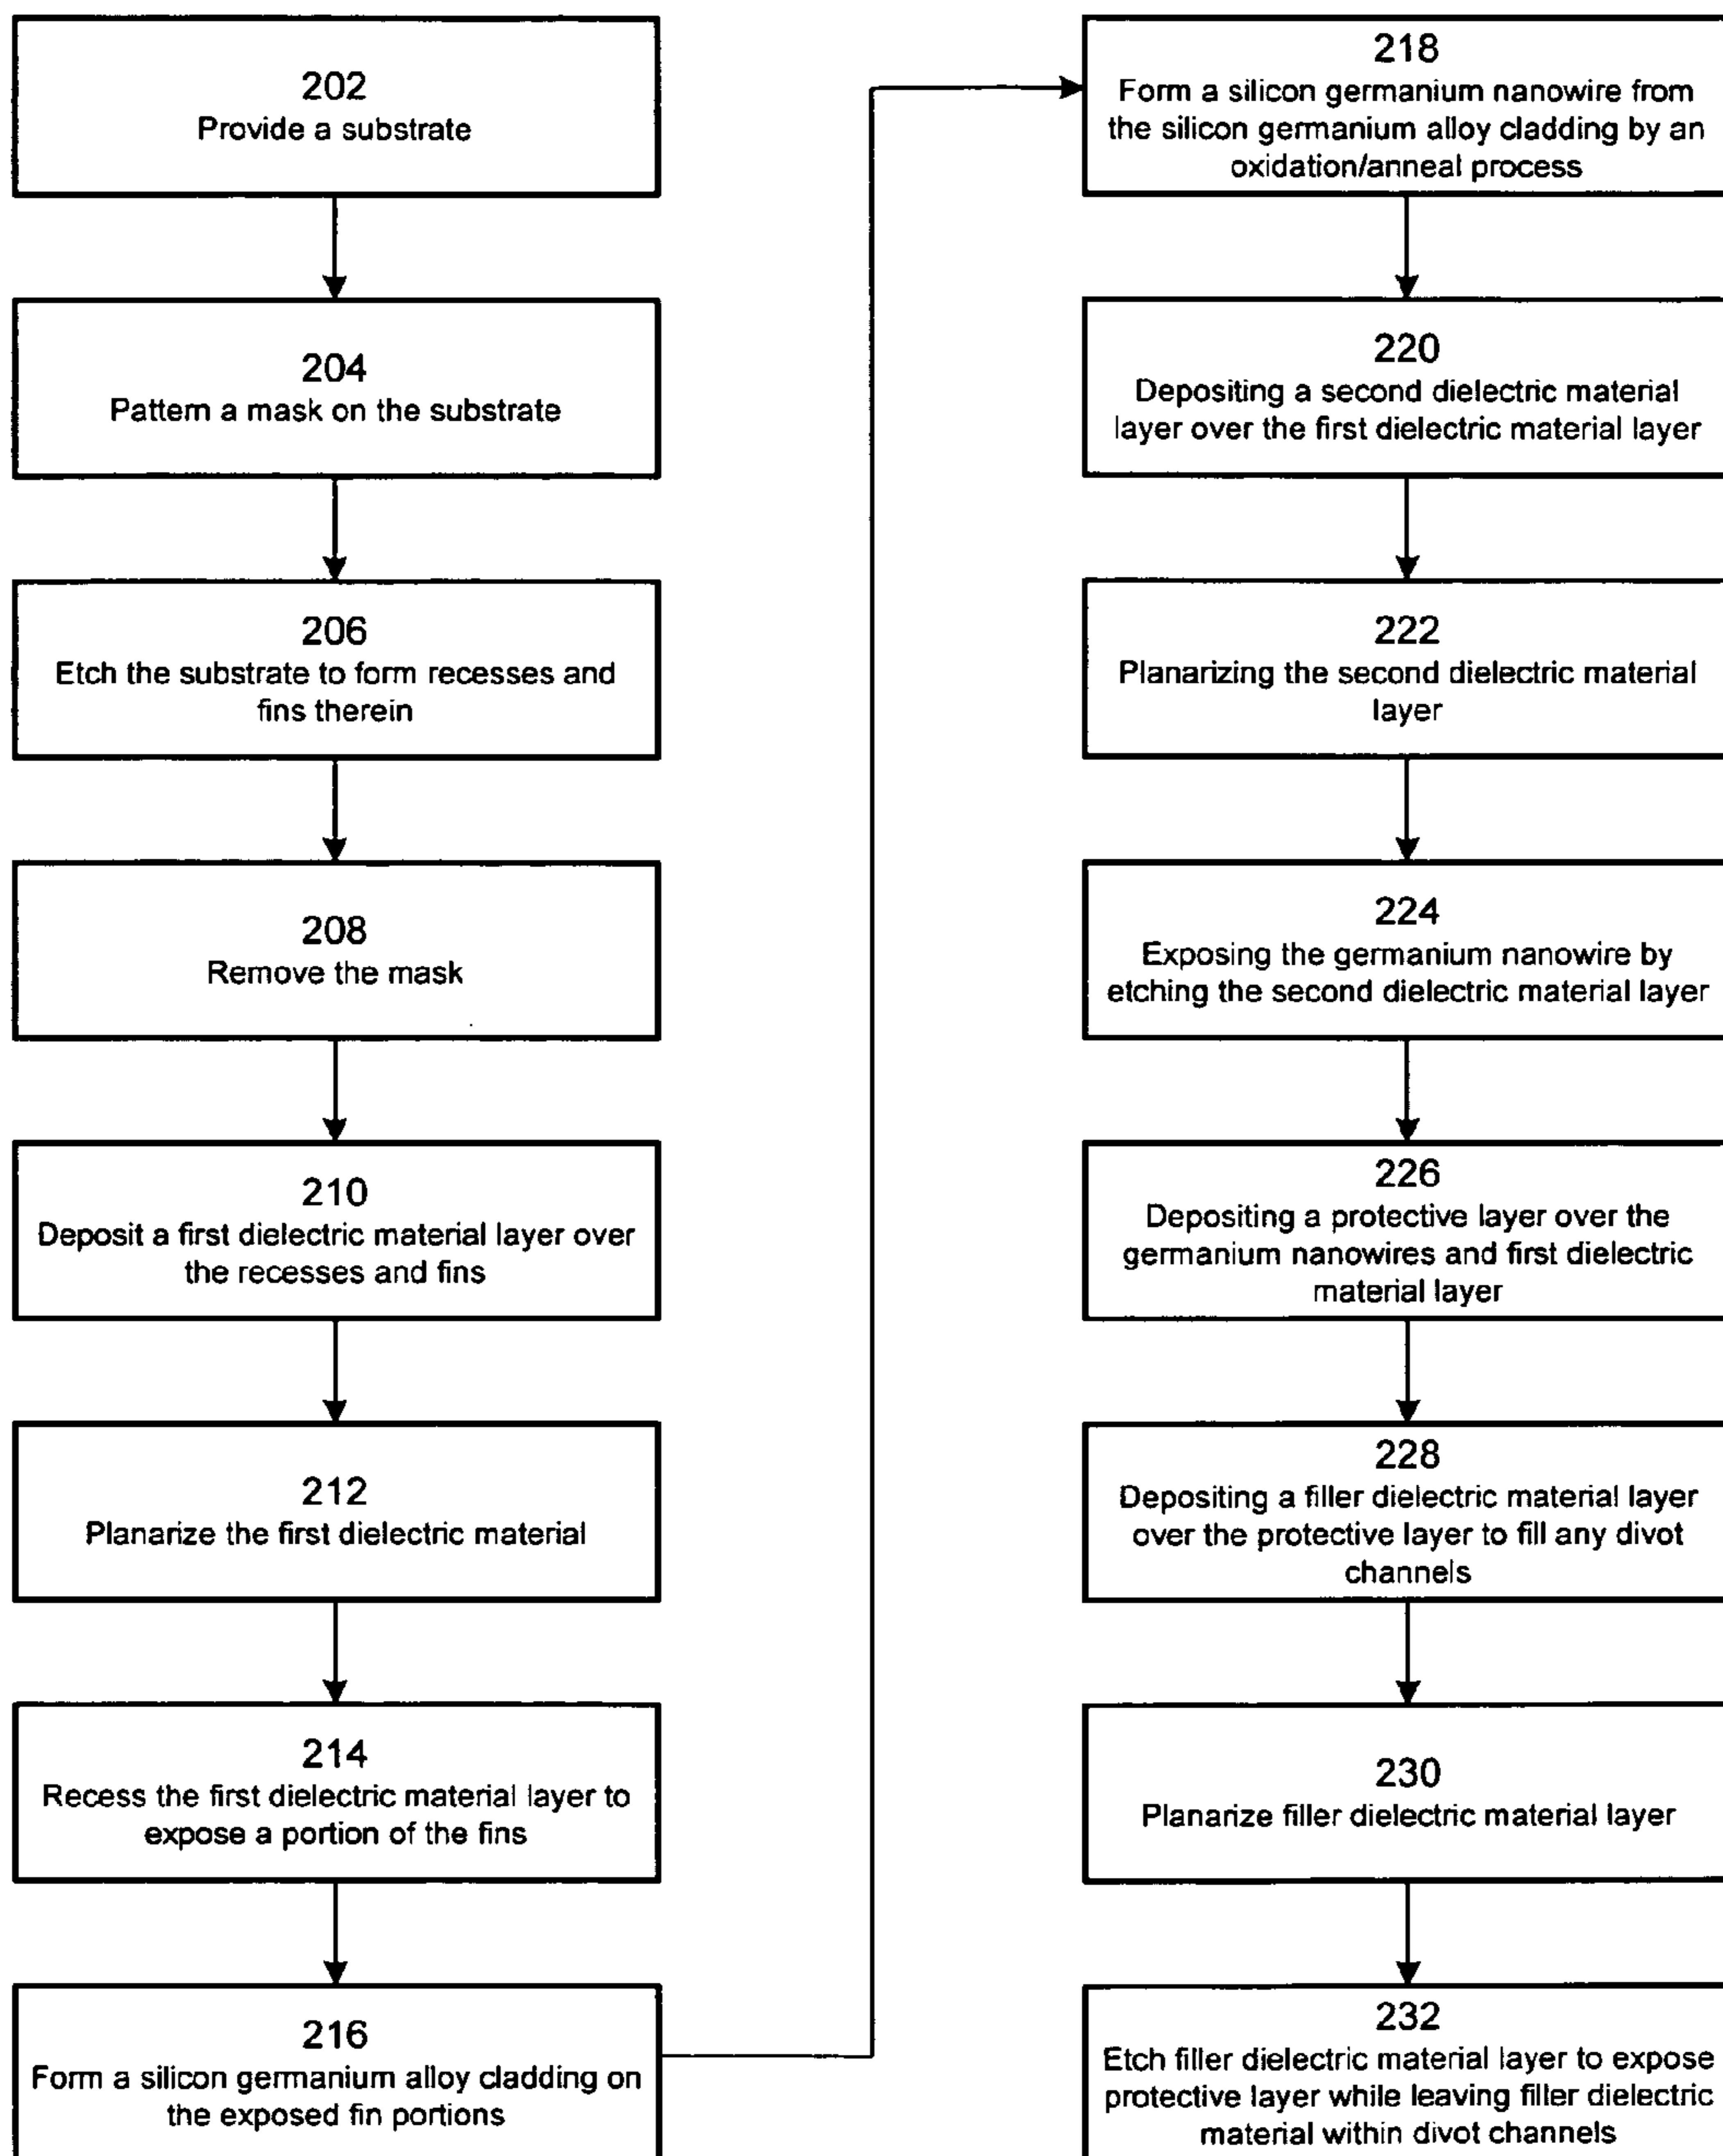 202
Provide a substrate
204
Pattern a mask on the substrate
206
Etch the substrate to form recesses and
fins therein
208
Remove the mask
210
Deposit a first dielectric material layer over
the recesses and fins
212
Planarize the first dielectric material
214
Recess the first dielectric material layer to
expose a portion of the fins
216
Form a silicon germanium alloy cladding on
the exposed fin portions
218
Form a silicon germanium nanowire from
the silicon germanium alloy cladding by an
oxidation/anneal process
220
Depositing a second dielectric material
layer over the first dielectric material layer
222
Planarizing the second dielectric material
layer
224
Exposing the germanium nanowire by
etching the second dielectric material layer
226
Depositing a protective layer over the
germanium nanowires and first dielectric
material layer
228
Depositing a filler dielectric material layer
over the protective layer to fill any divot
channels
230
Planarize filler dielectric material layer
232
Etch filler dielectric material layer to expose
protective layer while leaving filler dielectric
material within divot channels